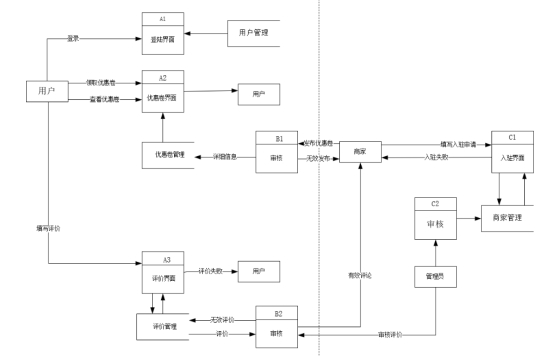 A1
登录
登陆界面
用户管理
A2
用户
领取优惠卷
查看优惠卷
优惠卷界面
用户
B1
C1
发布优惠卷
商家
填写入驻申请
优惠卷管理
详细信息
审核
无效发布
入驻失败
入驻界面
C2
审核
商家管理
填写评价
A3
评价界面
评价失败
用户
有效评论
管理员
B2
评价管理
无效评价
评价
审核
审核评价